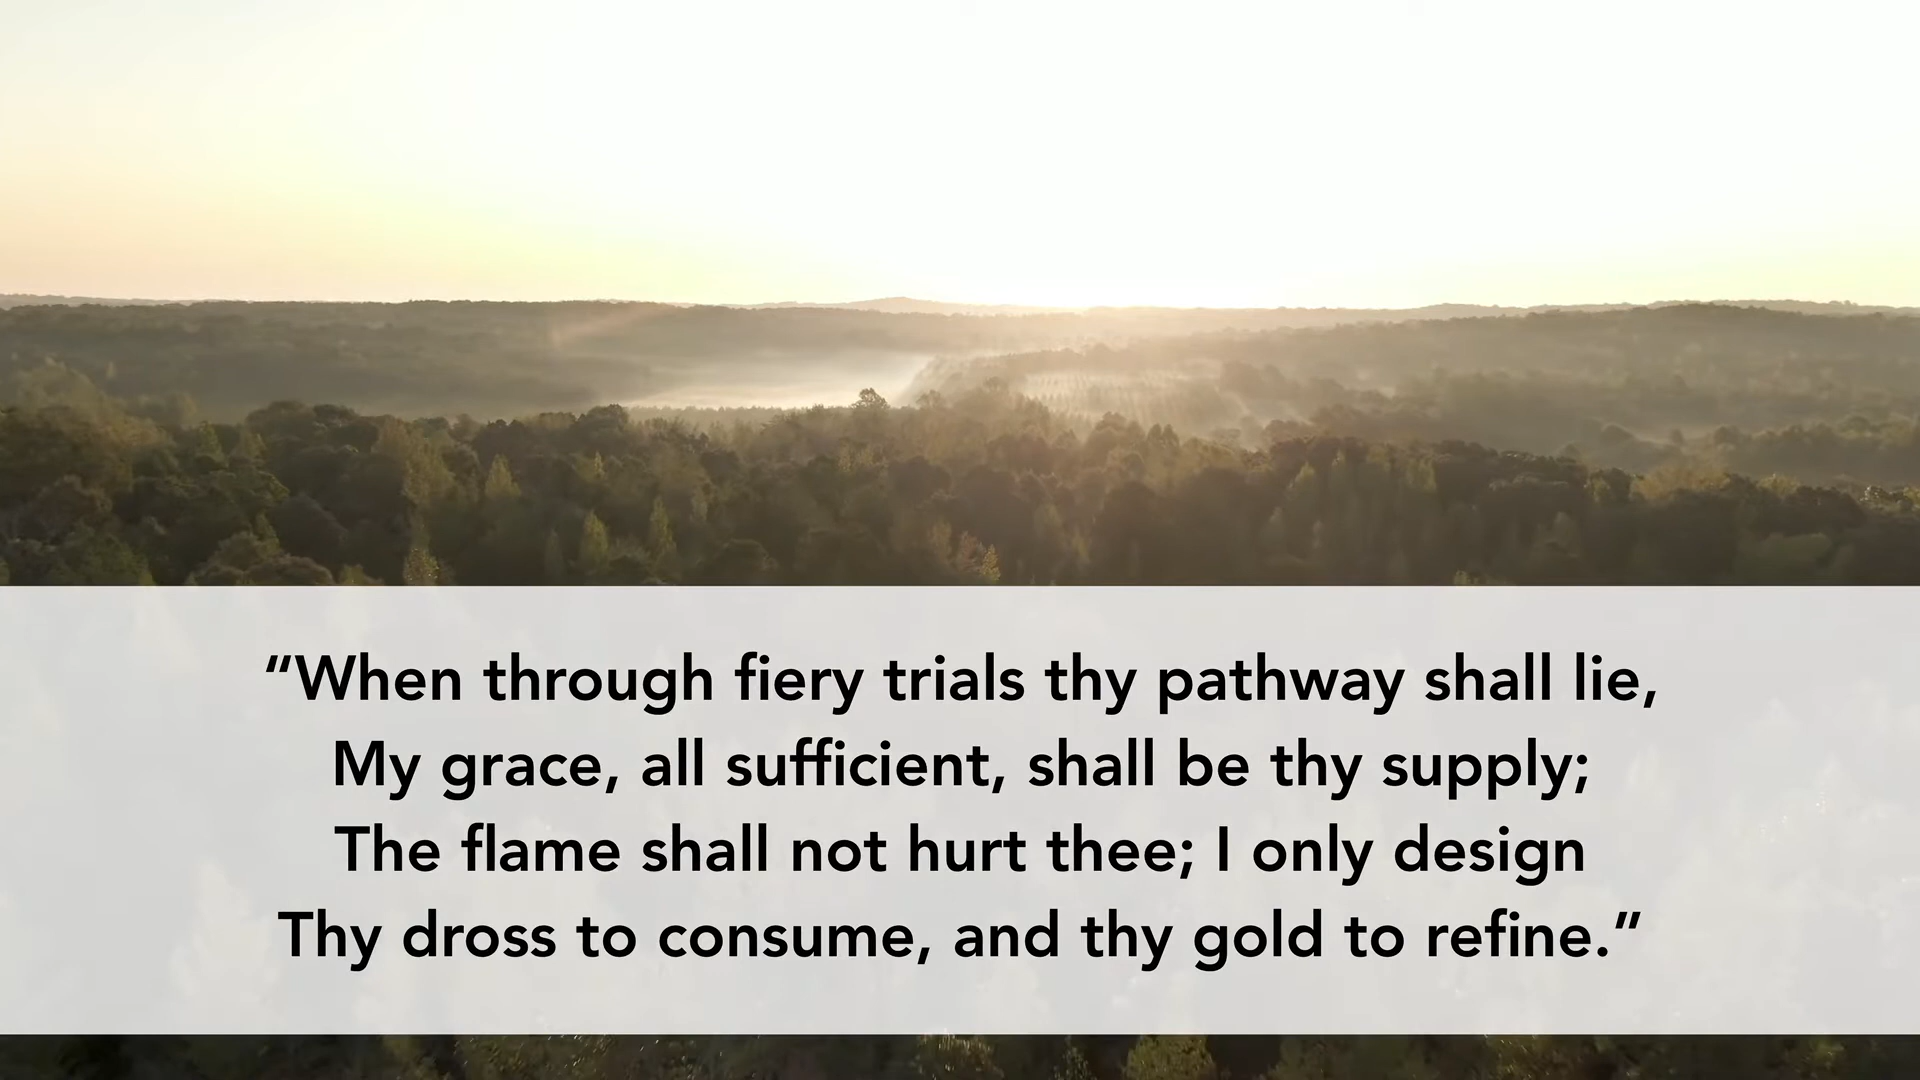 “When through fiery trials thy pathway shall lie,
My grace, all sufficient, shall be thy supply;
The flame shall not hurt thee; I only design
Thy dross to consume, and thy gold to refine.”